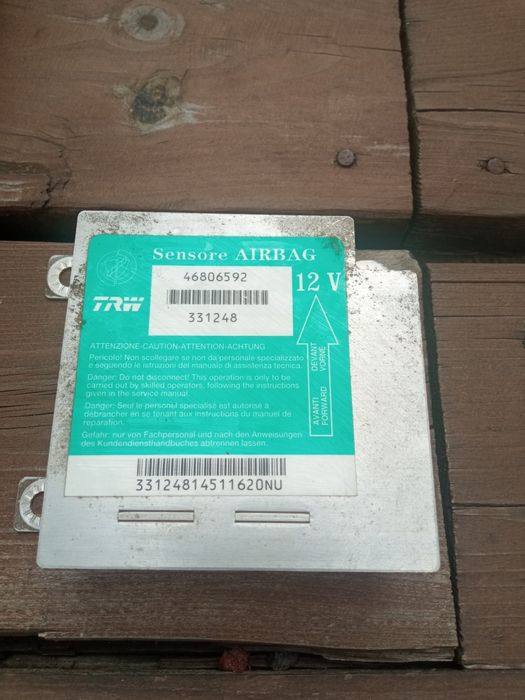 Sensore AIRBAG
46806592
12 V
TRW
331248
ATTENZIONE-CAUTION-ATTENTION-ACHTUNG
Pericolo! Non scollegare se non da personale specializzato
e seguendo le istruzioni del manuale di assistenza tecnica.
Danger: Do not disconnect! This operation is only to be
carried out by skilled operators, following the instructions
given in the service manual.
Danger: Seul le personnel spécialisé est autorisé à
débrancher en se tenant aux instructions du manuel de
reparation.
Gefahr: nur von Fachpersonal und nach den Anweisungen
des Kundendiensthandbuches abtrennen lassen.
AVANTI DEVANT
FORWARD VORNE
33124814511620NU